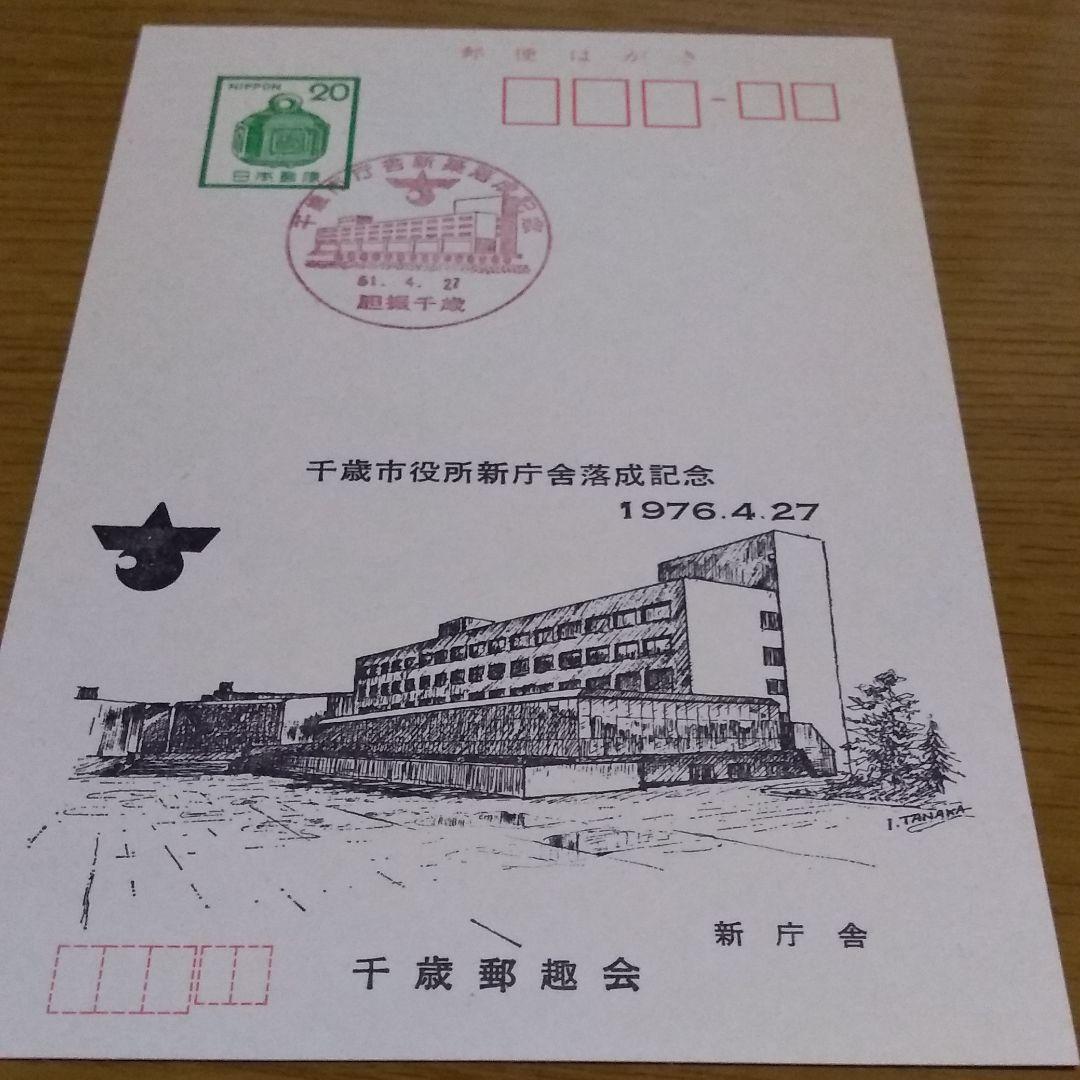 郵便はがき
NIPPON 20
日本郵便
千歳市庁舎新築落成記念
51. 4. 27
胆振千歳
千歳市役所新庁舎落成記念
1976.4.27
I.TANAKA
新庁舎
千歳郵趣会